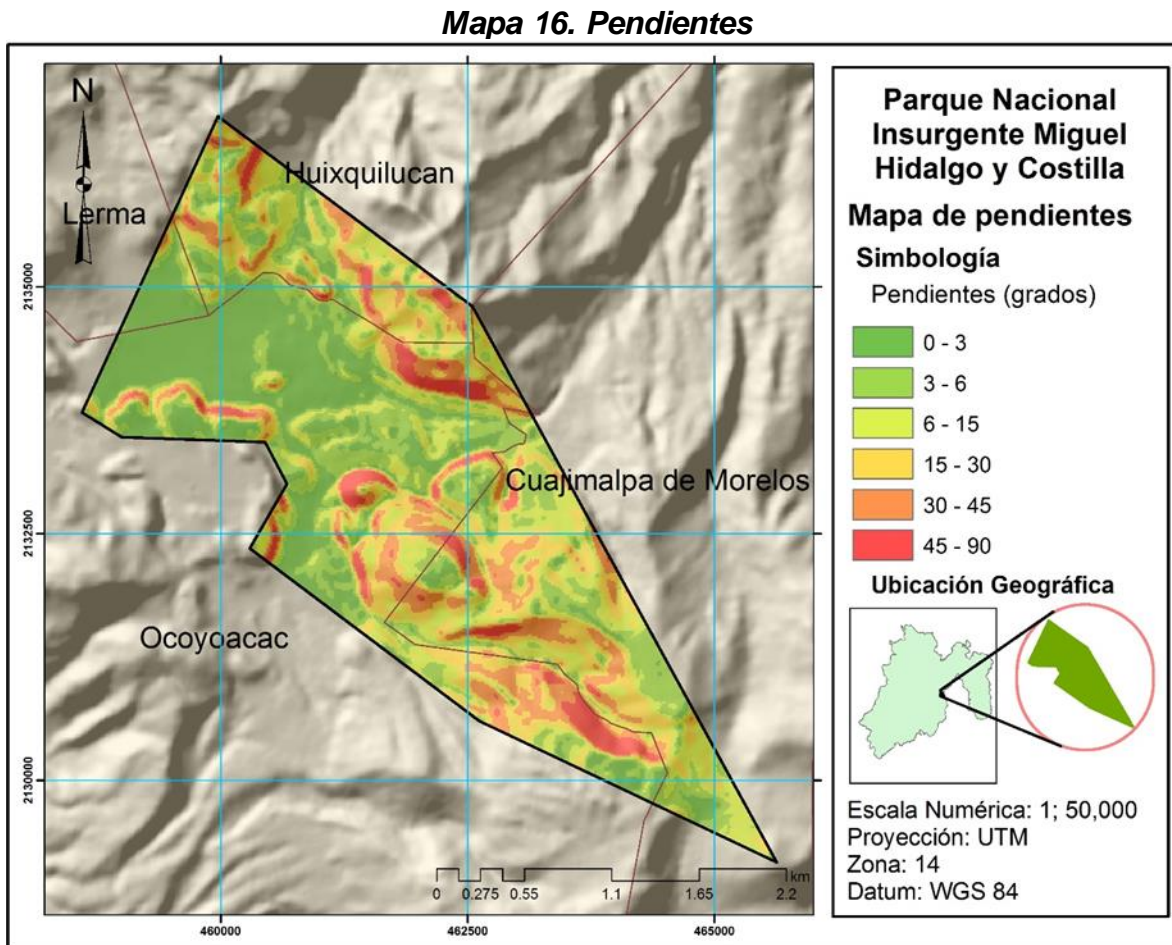 Mapa 16. Pendientes
N
Huixquilucan
Lerma
Cuajimalpa de Morelos
Ocoyoacac
2135000
2132500
2130000
460000
462500
465000
km
0
0.275
0.55
1.1
1.65
2.2
Parque Nacional
Insurgente Miguel
Hidalgo y Costilla
Mapa de pendientes
Simbología
Pendientes (grados)
0 - 3
3 - 6
6 - 15
15 - 30
30 - 45
45 - 90
Ubicación Geográfica
Escala Numérica: 1; 50,000
Proyección: UTM
Zona: 14
Datum: WGS 84